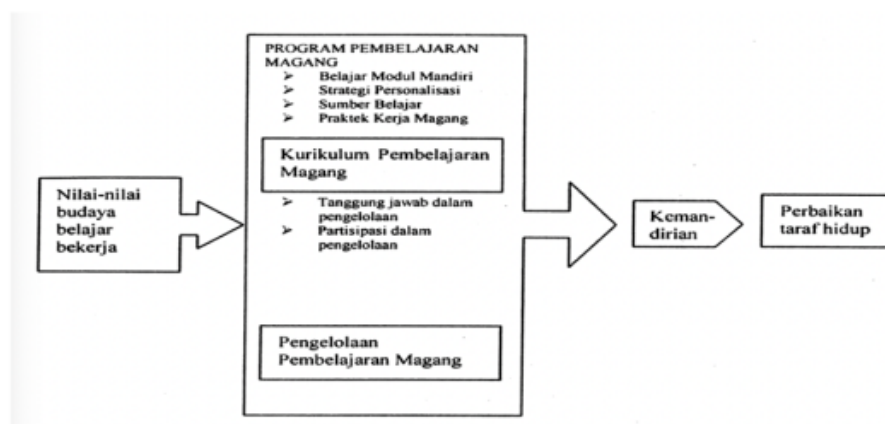 PROGRAM PEMBELAJARAN
MAGANG
Belajar Modul Mandiri
Strategi Personalisasi
Sumber Belajar
Praktek Kerja Magang
Kurikulum Pembelajaran
Magang
Tanggung jawab dalam
pengelolaan
Partisipasi dalam
pengelolaan
Pengelolaan
Pembelajaran Magang
Nilai-nilai
budaya
belajar
bekerja
Keman-
dirian
Perbaikan
taraf hidup